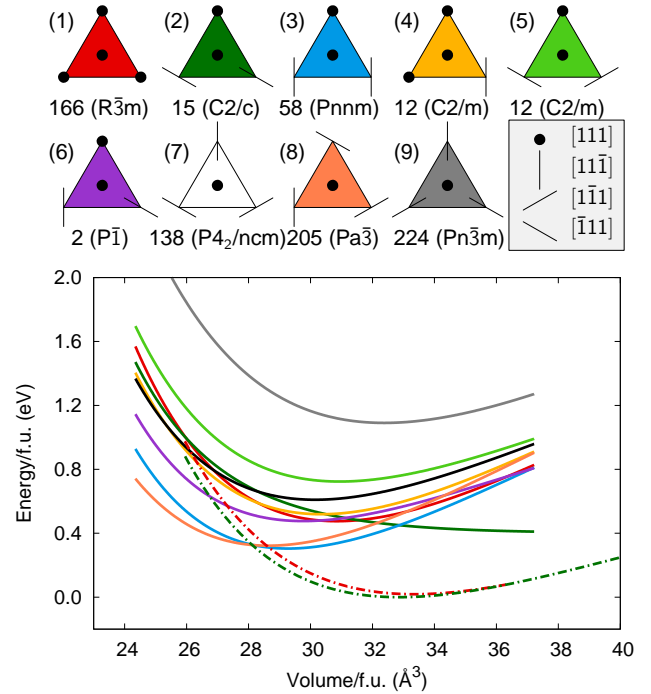 (1) (2) (3) (4) (5)
166 (R3̄m) 15 (C2/c) 58 (Pnnm) 12 (C2/m) 12 (C2/m)
(6) (7) (8) (9)
2 (P1̄) 138 (P4₂/ncm) 205 (Pa3̄) 224 (Pn3̄m)
[111]
[111̄]
[11̄1]
[1̄11]
2.0
1.6
1.2
0.8
0.4
0.0
Energy/f.u. (eV)
24 26 28 30 32 34 36 38 40
Volume/f.u. (Å³)